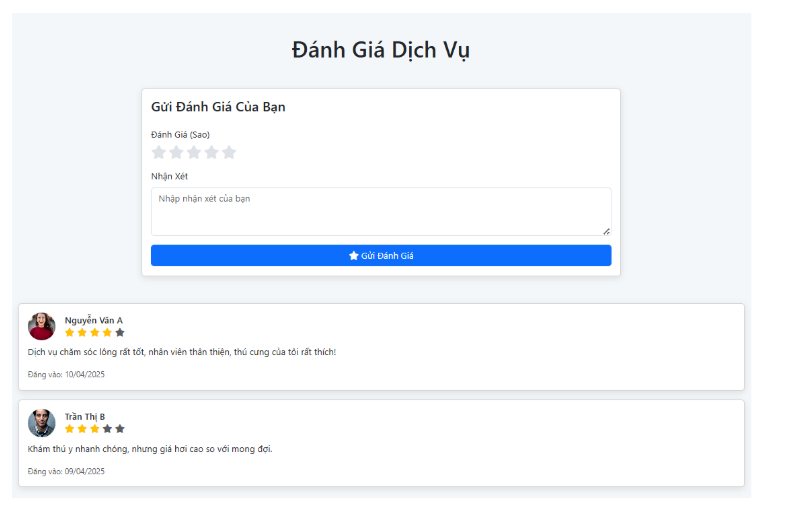 Đánh Giá Dịch Vụ
Gửi Đánh Giá Của Bạn
Đánh Giá (Sao)
Nhận Xét
Nhập nhận xét của bạn
Gửi Đánh Giá
Nguyễn Văn A
Dịch vu chăm sóc lông rất tốt, nhân viên thân thiện, thú cưng của tôi rất thích!
Đăng vào: 10/04/2025
Trần Thị B
Khám thú y nhanh chóng, nhưng giá hơi cao so với mong đợi.
Đăng vào: 09/04/2025